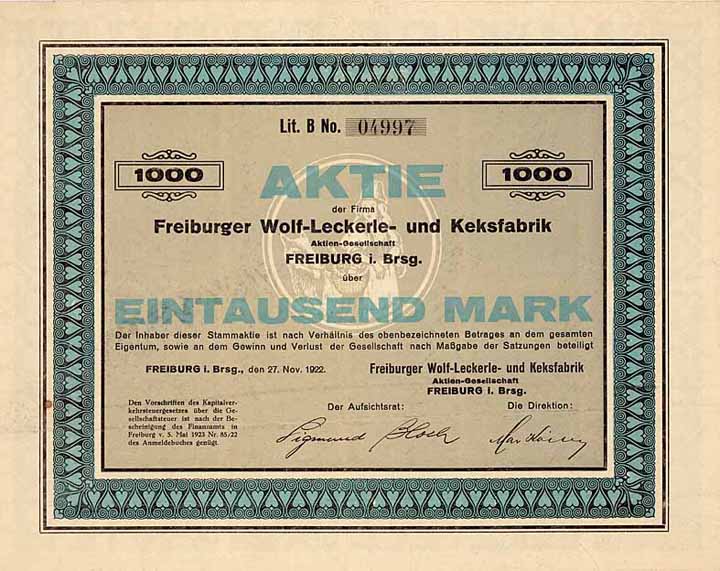 Lit. B No. 04997
1000
AKTIE
1000
der Firma
Freiburger Wolf-Leckerle- und Keksfabrik
Aktien-Gesellschaft
FREIBURG i. Brsg.
über
EINTAUSEND MARK
Der Inhaber dieser Stammaktie ist nach Verhältnis des obenbezeichneten Betrages an dem gesamten
Eigentum, sowie an dem Gewinn und Verlust der Gesellschaft nach Maßgabe der Satzungen beteiligt
FREIBURG i. Brsg., den 27. Nov. 1922.
Freiburger Wolf-Leckerle- und Keksfabrik
Aktien-Gesellschaft
FREIBURG i. Brsg.
Den Vorschriften des Kapitalver-
kehrsteuergesetzes über die Ge-
sellschaftsteuer ist nach der Be-
scheinigung des Finanzamts in
Freiburg v. 5. Mai 1923 Nr. 85/22
des Anmeldebuches genügt.
Der Aufsichtsrat:
Die Direktion:
Sigmund Bloch
Max